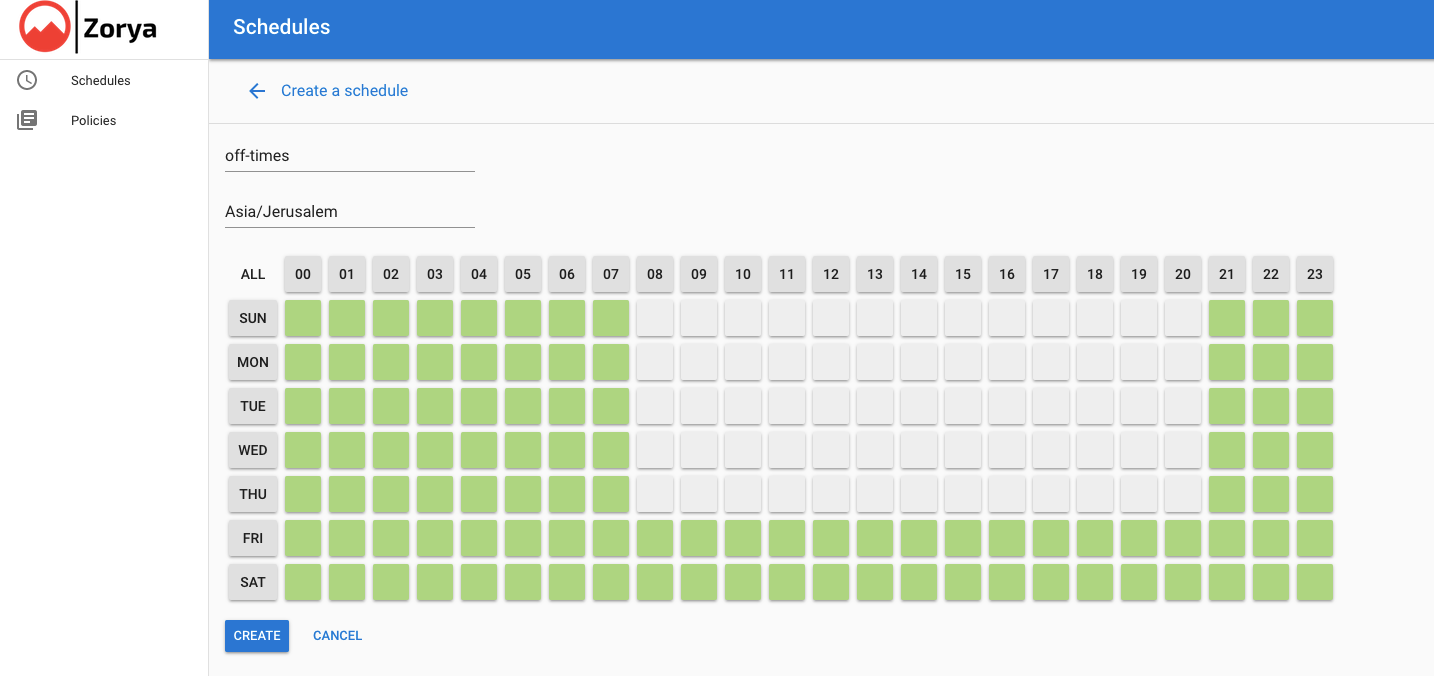 Zorya
Schedules
Schedules
Policies
Create a schedule
off-times
Asia/Jerusalem
ALL 00 01 02 03 04 05 06 07 08 09 10 11 12 13 14 15 16 17 18 19 20 21 22 23
SUN
MON
TUE
WED
THU
FRI
SAT
CREATE CANCEL